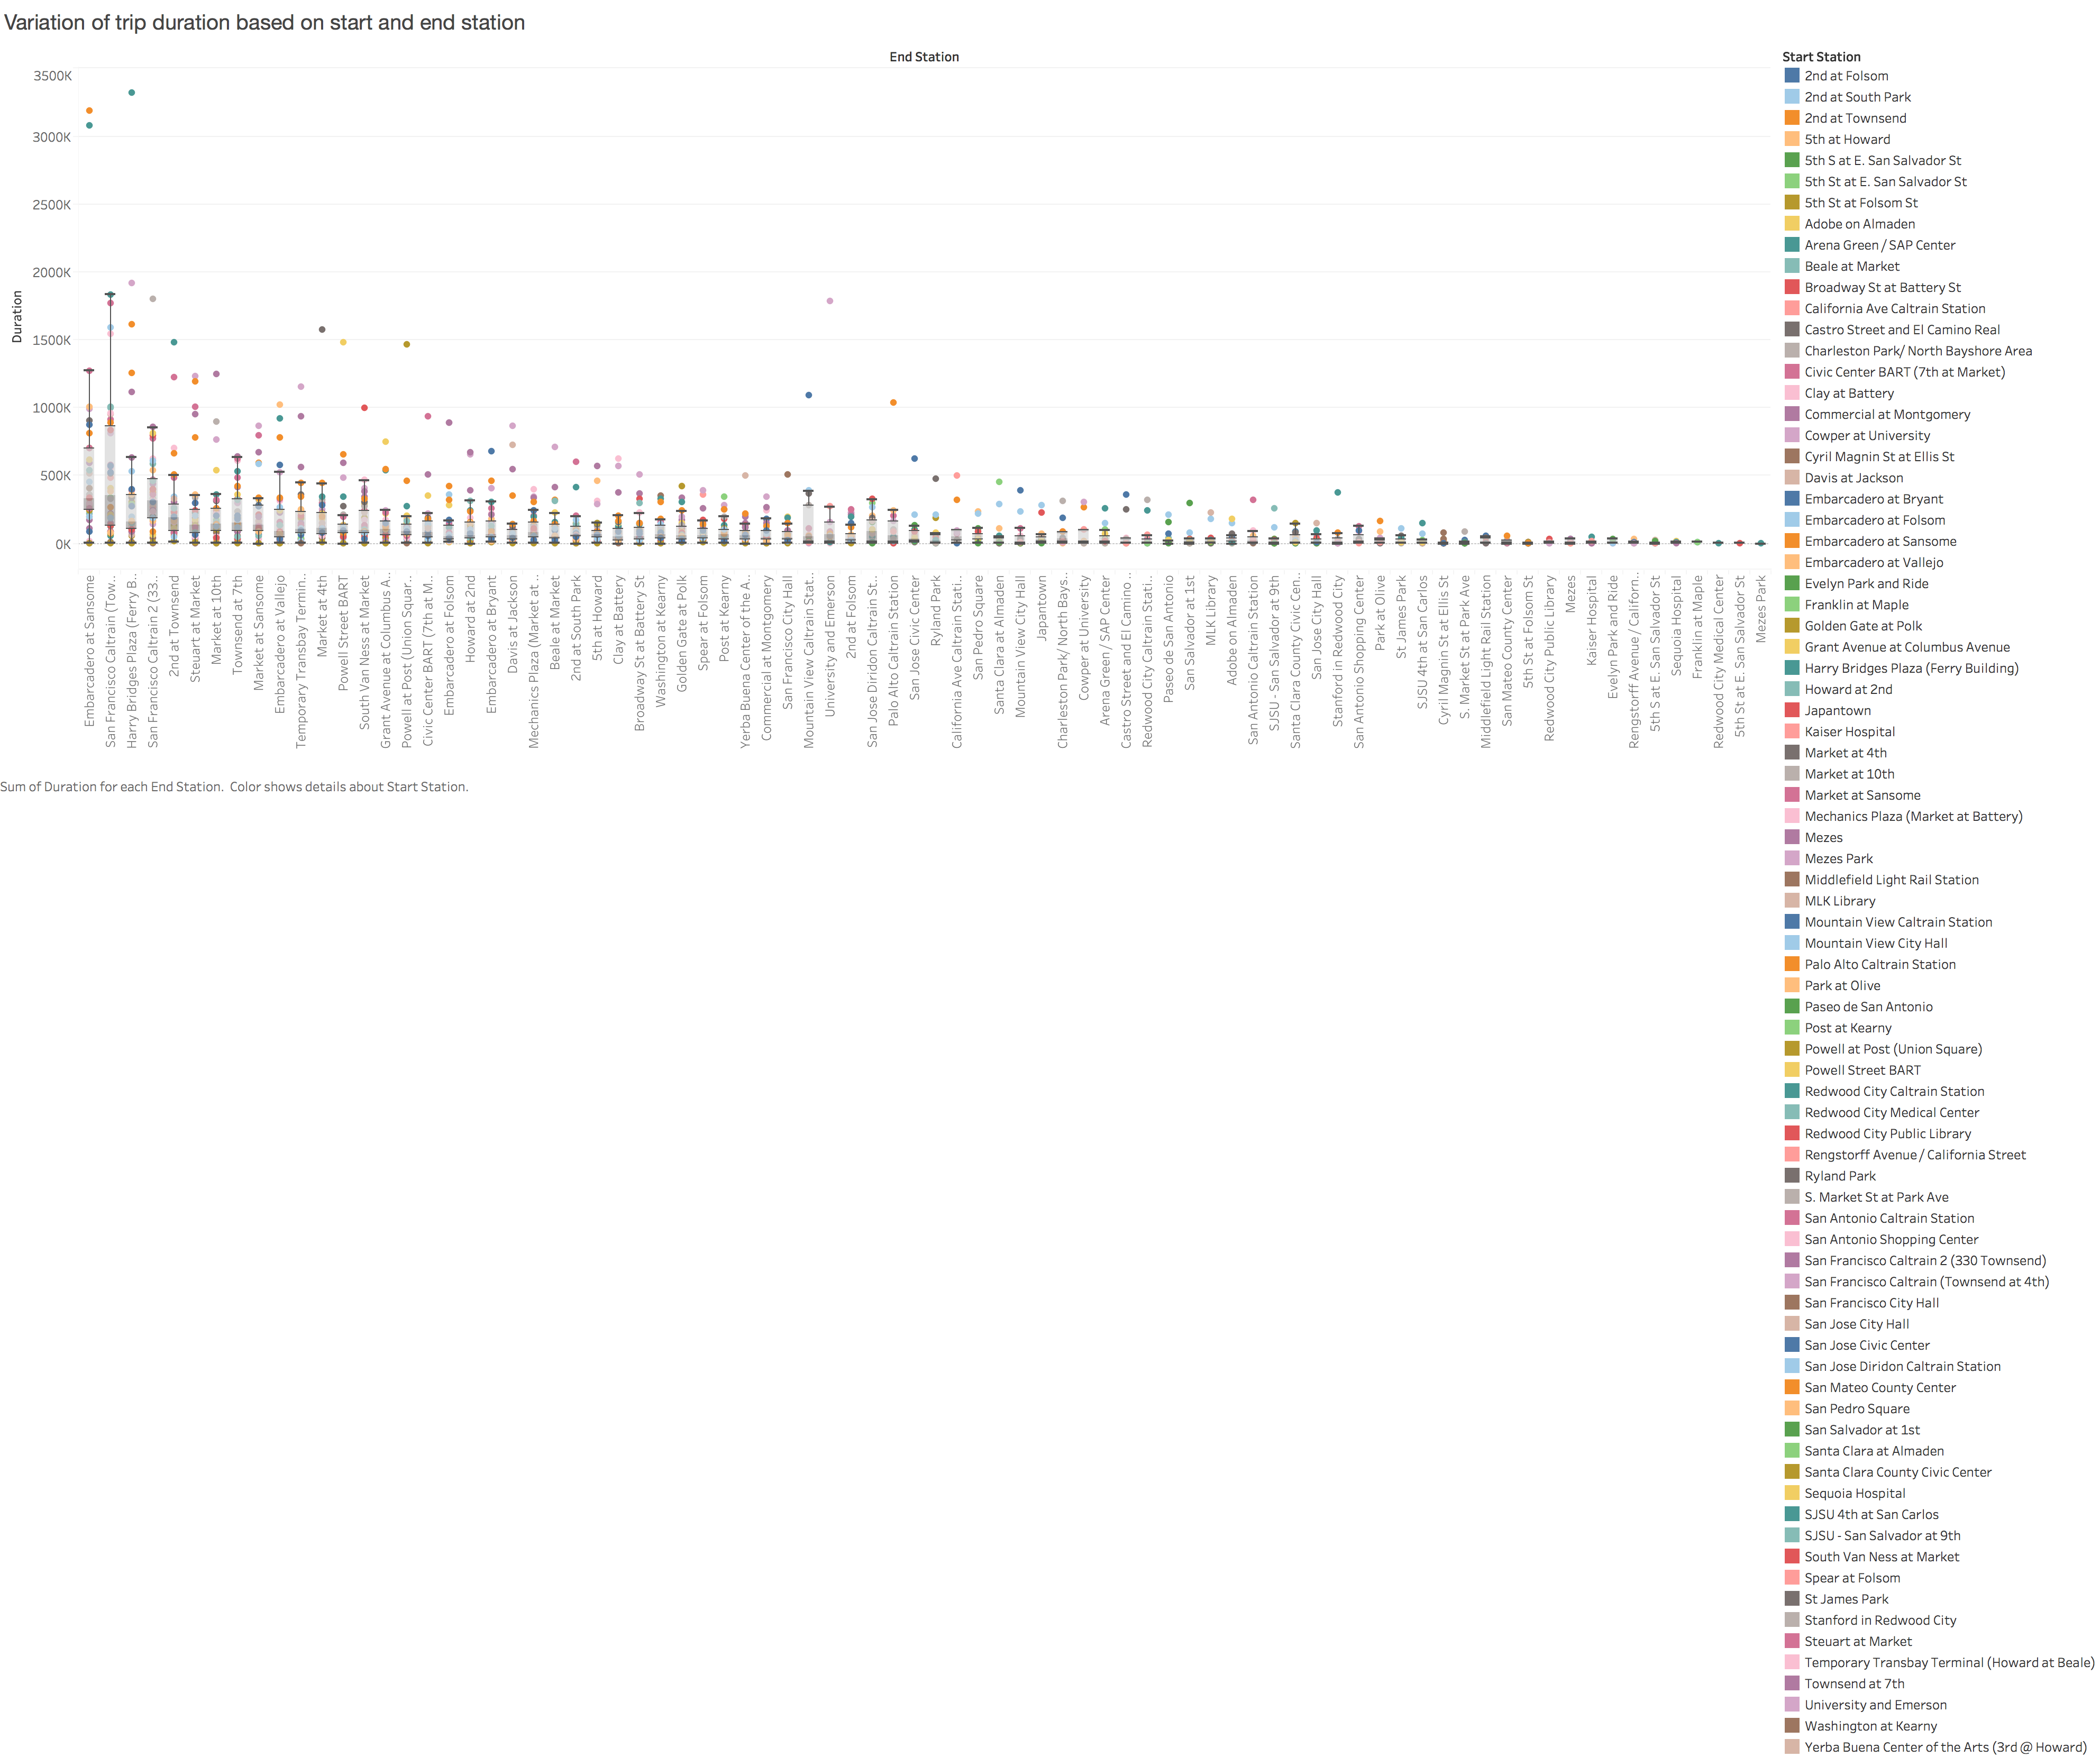 Variation of trip duration based on start and end station
End Station
Start Station
3500K
3000K
2500K
2000K
1500K
1000K
500K
0K
Duration
Embarcadero at Sansome
San Francisco Caltrain (Tow..
Harry Bridges Plaza (Ferry B..
San Francisco Caltrain 2 (33..
2nd at Townsend
Steuart at Market
Market at 10th
Townsend at 7th
Market at Sansome
Embarcadero at Vallejo
Temporary Transbay Termin..
Market at 4th
Powell Street BART
South Van Ness at Market
Grant Avenue at Columbus A..
Powell at Post (Union Squar..
Civic Center BART (7th at M..
Embarcadero at Folsom
Howard at 2nd
Embarcadero at Bryant
Davis at Jackson
Mechanics Plaza (Market at ..
Beale at Market
2nd at South Park
5th at Howard
Clay at Battery
Broadway St at Battery St
Washington at Kearny
Golden Gate at Polk
Spear at Folsom
Post at Kearny
Yerba Buena Center of the A..
Commercial at Montgomery
San Francisco City Hall
Mountain View Caltrain Stat..
University and Emerson
2nd at Folsom
San Jose Diridon Caltrain St..
Palo Alto Caltrain Station
San Jose Civic Center
Ryland Park
California Ave Caltrain Stati..
San Pedro Square
Santa Clara at Almaden
Mountain View City Hall
Japantown
Charleston Park/ North Bays..
Cowper at University
Arena Green / SAP Center
Castro Street and El Camino ..
Redwood City Caltrain Stati..
Paseo de San Antonio
San Salvador at 1st
MLK Library
Adobe on Almaden
San Antonio Caltrain Station
SJSU - San Salvador at 9th
Santa Clara County Civic Cen..
San Jose City Hall
Stanford in Redwood City
San Antonio Shopping Center
Park at Olive
St James Park
SJSU 4th at San Carlos
Cyril Magnin St at Ellis St
S. Market St at Park Ave
Middlefield Light Rail Station
San Mateo County Center
5th St at Folsom St
Redwood City Public Library
Mezes
Kaiser Hospital
Evelyn Park and Ride
Rengstorff Avenue / Californ..
5th S at E. San Salvador St
Sequoia Hospital
Franklin at Maple
Redwood City Medical Center
5th St at E. San Salvador St
Mezes Park
Sum of Duration for each End Station.  Color shows details about Start Station.
2nd at Folsom
2nd at South Park
2nd at Townsend
5th at Howard
5th S at E. San Salvador St
5th St at E. San Salvador St
5th St at Folsom St
Adobe on Almaden
Arena Green / SAP Center
Beale at Market
Broadway St at Battery St
California Ave Caltrain Station
Castro Street and El Camino Real
Charleston Park/ North Bayshore Area
Civic Center BART (7th at Market)
Clay at Battery
Commercial at Montgomery
Cowper at University
Cyril Magnin St at Ellis St
Davis at Jackson
Embarcadero at Bryant
Embarcadero at Folsom
Embarcadero at Sansome
Embarcadero at Vallejo
Evelyn Park and Ride
Franklin at Maple
Golden Gate at Polk
Grant Avenue at Columbus Avenue
Harry Bridges Plaza (Ferry Building)
Howard at 2nd
Japantown
Kaiser Hospital
Market at 4th
Market at 10th
Market at Sansome
Mechanics Plaza (Market at Battery)
Mezes
Mezes Park
Middlefield Light Rail Station
MLK Library
Mountain View Caltrain Station
Mountain View City Hall
Palo Alto Caltrain Station
Park at Olive
Paseo de San Antonio
Post at Kearny
Powell at Post (Union Square)
Powell Street BART
Redwood City Caltrain Station
Redwood City Medical Center
Redwood City Public Library
Rengstorff Avenue / California Street
Ryland Park
S. Market St at Park Ave
San Antonio Caltrain Station
San Antonio Shopping Center
San Francisco Caltrain 2 (330 Townsend)
San Francisco Caltrain (Townsend at 4th)
San Francisco City Hall
San Jose City Hall
San Jose Civic Center
San Jose Diridon Caltrain Station
San Mateo County Center
San Pedro Square
San Salvador at 1st
Santa Clara at Almaden
Santa Clara County Civic Center
Sequoia Hospital
SJSU 4th at San Carlos
SJSU - San Salvador at 9th
South Van Ness at Market
Spear at Folsom
St James Park
Stanford in Redwood City
Steuart at Market
Temporary Transbay Terminal (Howard at Beale)
Townsend at 7th
University and Emerson
Washington at Kearny
Yerba Buena Center of the Arts (3rd @ Howard)